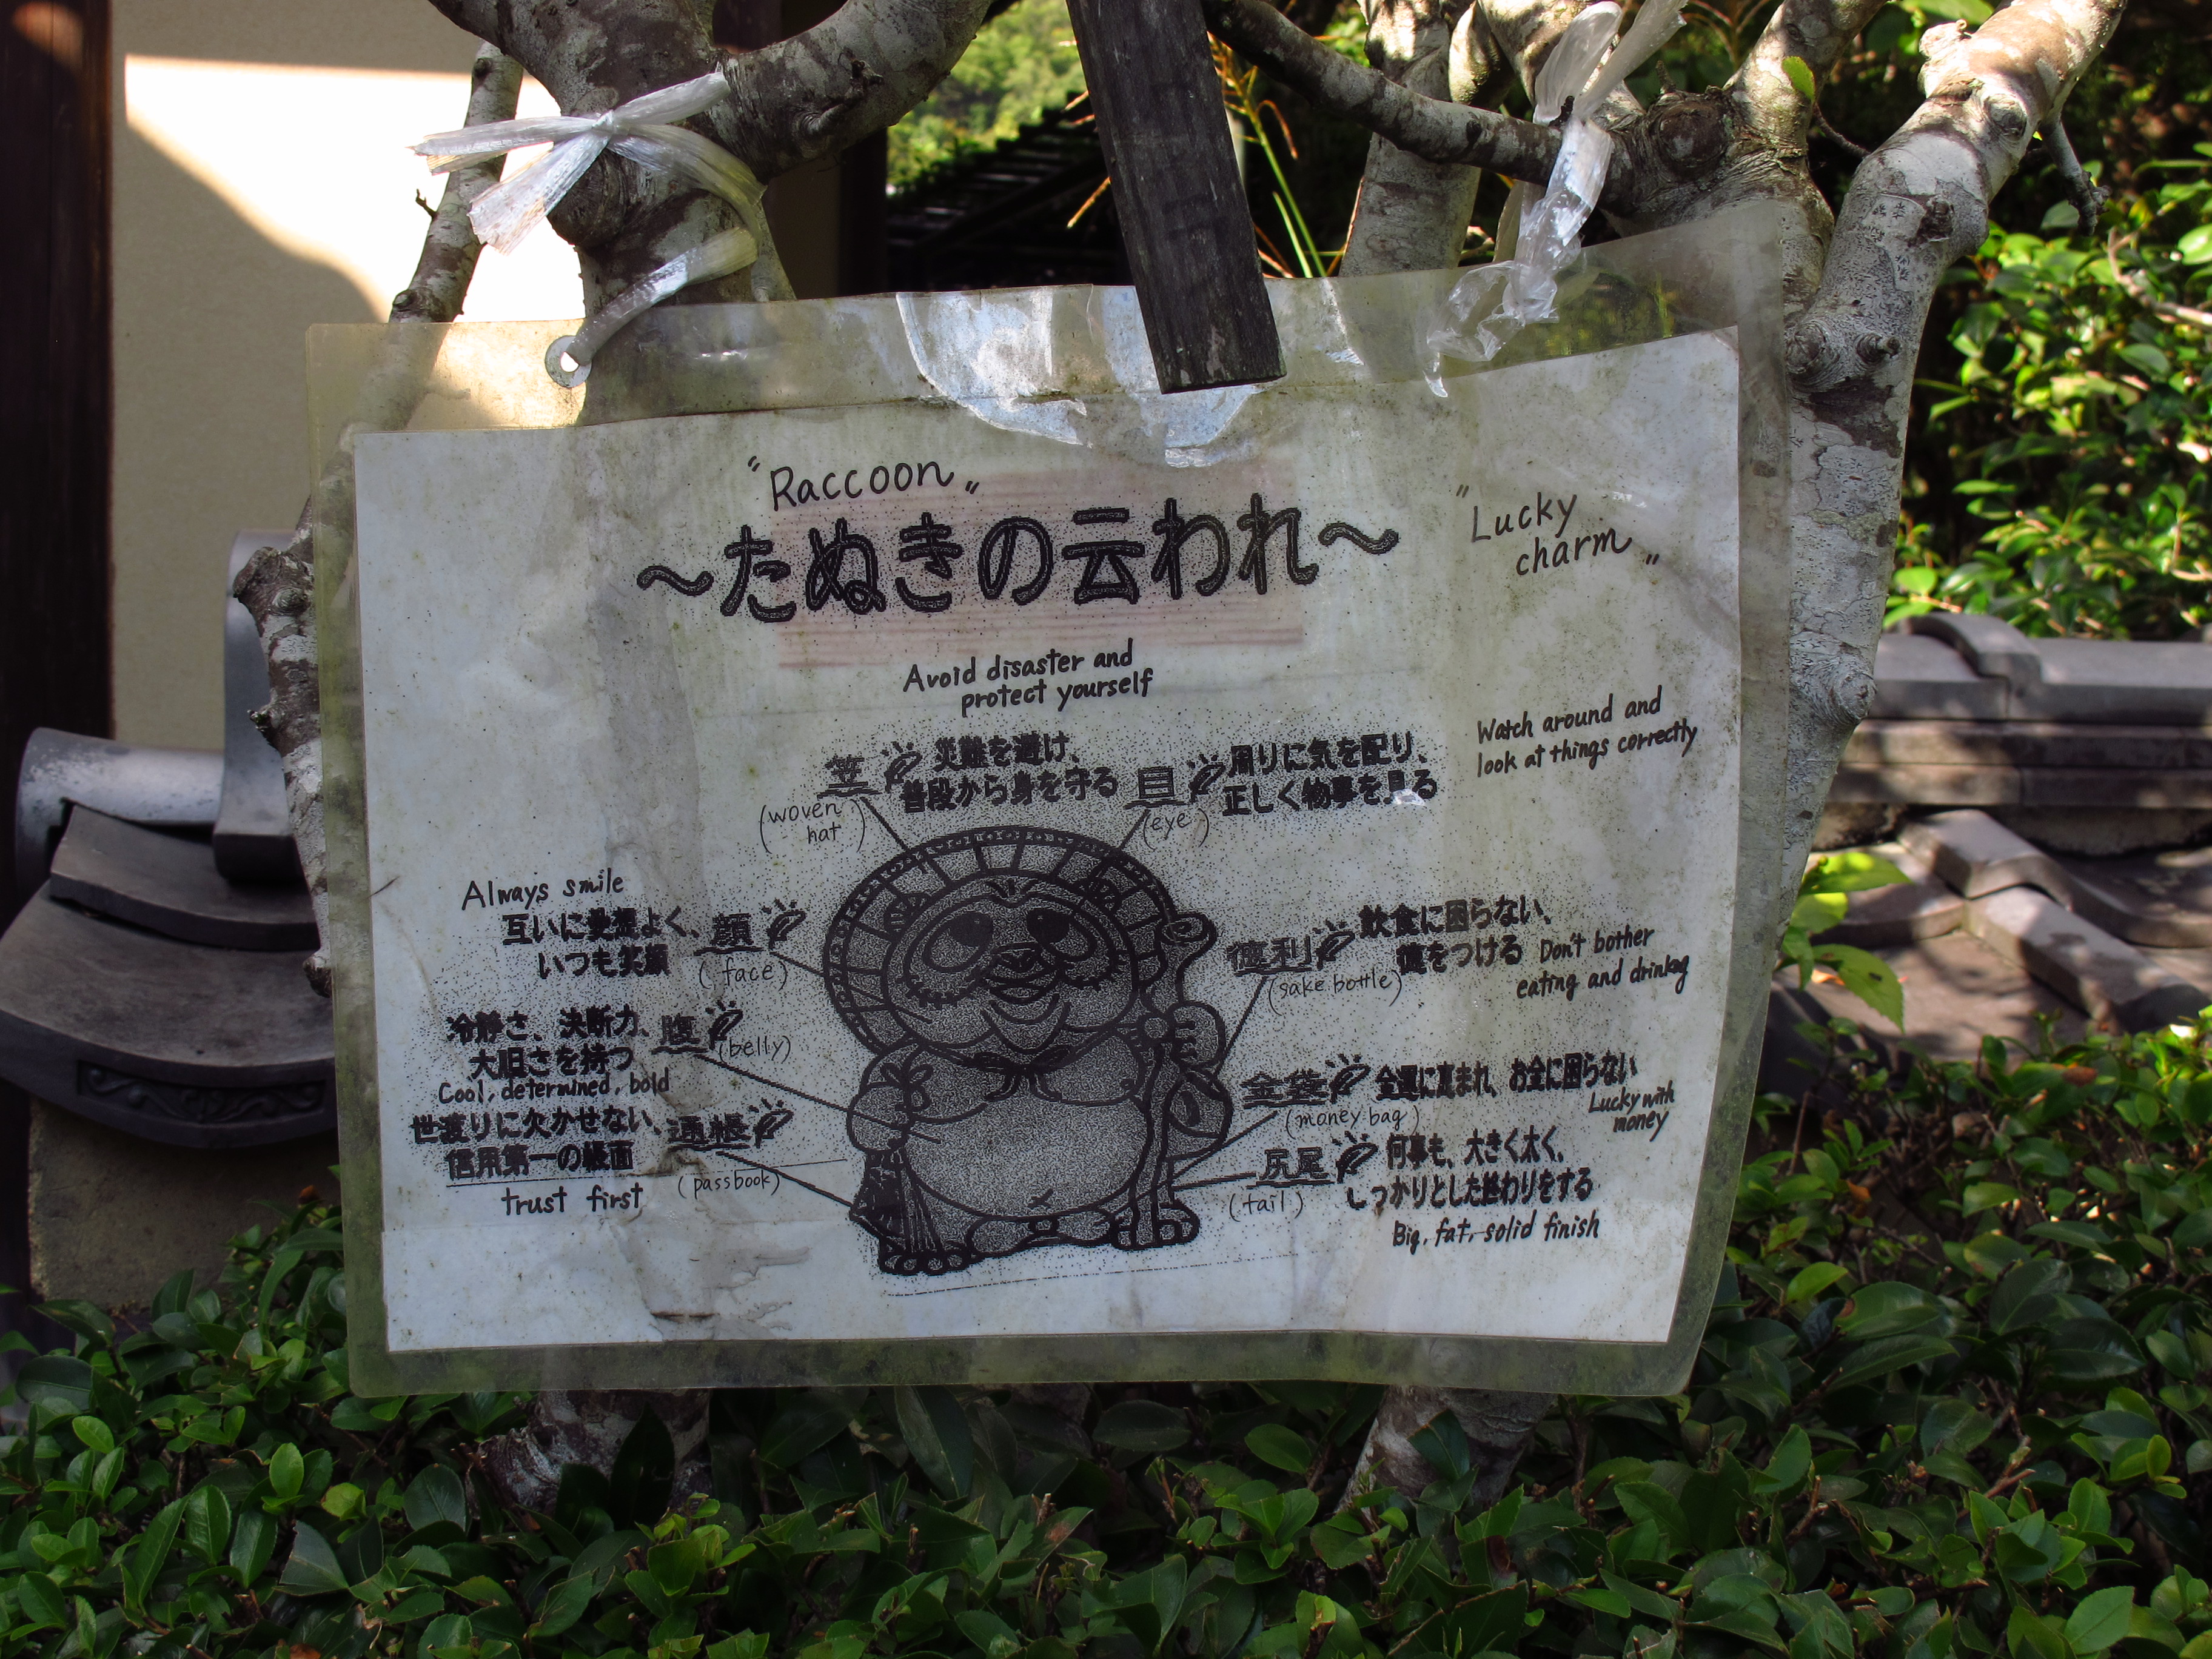 "Raccoon"
～たぬきの云われ～
"Lucky
charm"
Avoid disaster and
protect yourself
笠
(woven
hat)
災難を避け、
普段から身を守る
目
(eye)
周りに気を配り、
正しく物事を見る
Watch around and
look at things correctly
Always smile
互いに愛想よく、
いつも笑顔
顔
(face)
徳利
(sake bottle)
飲食に困らない、
徳をつける
Don't bother
eating and drinking
冷静さ、決断力、
大胆さを持つ
腹
(belly)
Cool, determined, bold
金袋
(money bag)
金運に恵まれ、お金に困らない
Lucky with
money
世渡りに欠かせない、
信用第一の帳面
通帳
(passbook)
trust first
尻尾
(tail)
何事も、大きく太く、
しっかりとした終わりをする
Big, fat, solid finish